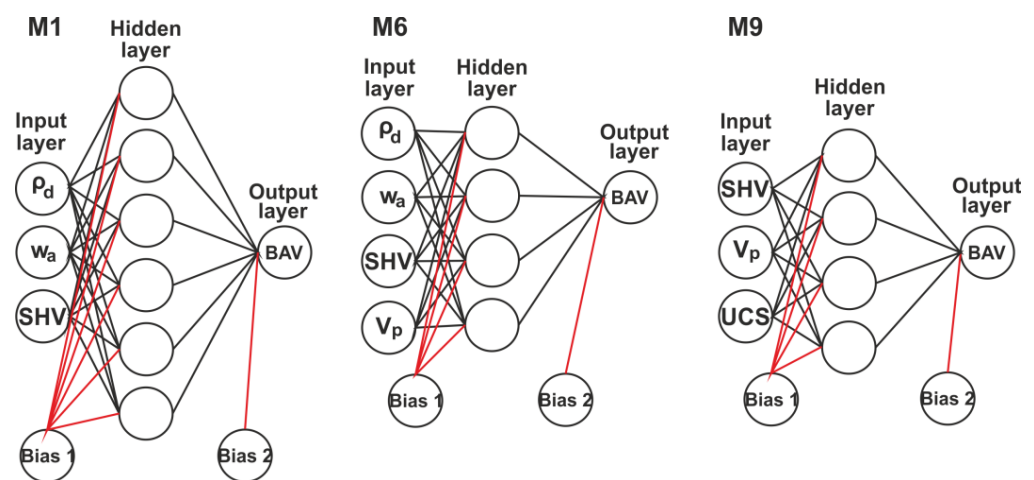 M1
Hidden
layer
Input
layer
ρd
wa
SHV
Output
layer
BAV
Bias 1
Bias 2
M6
Input
layer
Hidden
layer
ρd
wa
SHV
Vp
Output
layer
BAV
Bias 1
Bias 2
M9
Hidden
layer
Input
layer
SHV
Vp
UCS
Output
layer
BAV
Bias 1
Bias 2